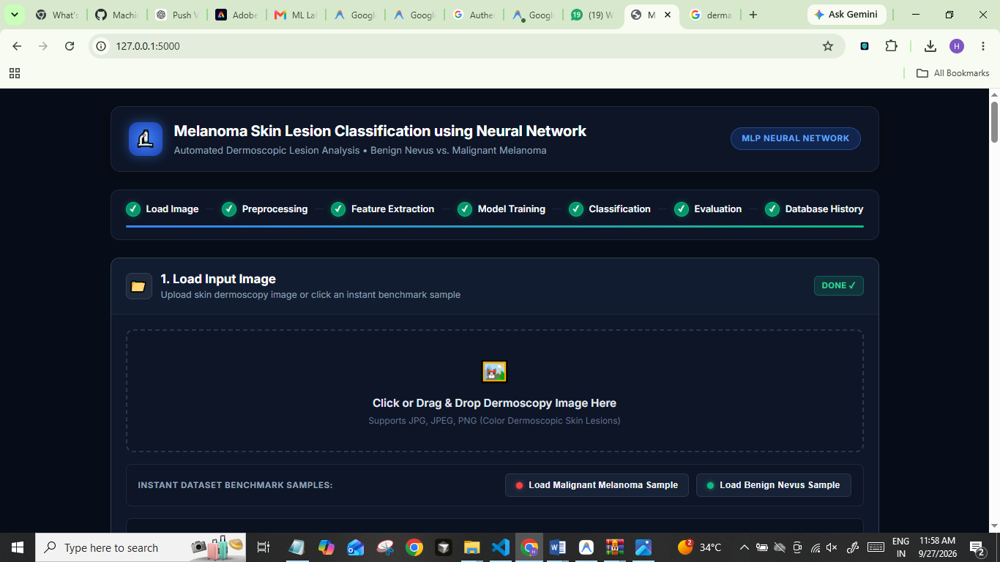 What's
Machin
Push V
Adobe
ML Lal
Google
Google
Authe
Google
19 (19) W
M
derma
Ask Gemini
127.0.0.1:5000
H
All Bookmarks
Melanoma Skin Lesion Classification using Neural Network
Automated Dermoscopic Lesion Analysis • Benign Nevus vs. Malignant Melanoma
MLP NEURAL NETWORK
Load Image
Preprocessing
Feature Extraction
Model Training
Classification
Evaluation
Database History
1. Load Input Image
Upload skin dermoscopy image or click an instant benchmark sample
DONE ✓
Click or Drag & Drop Dermoscopy Image Here
Supports JPG, JPEG, PNG (Color Dermoscopic Skin Lesions)
INSTANT DATASET BENCHMARK SAMPLES:
Load Malignant Melanoma Sample
Load Benign Nevus Sample
Type here to search
2
34°C
ENG
IN
11:58 AM
9/27/2026
2